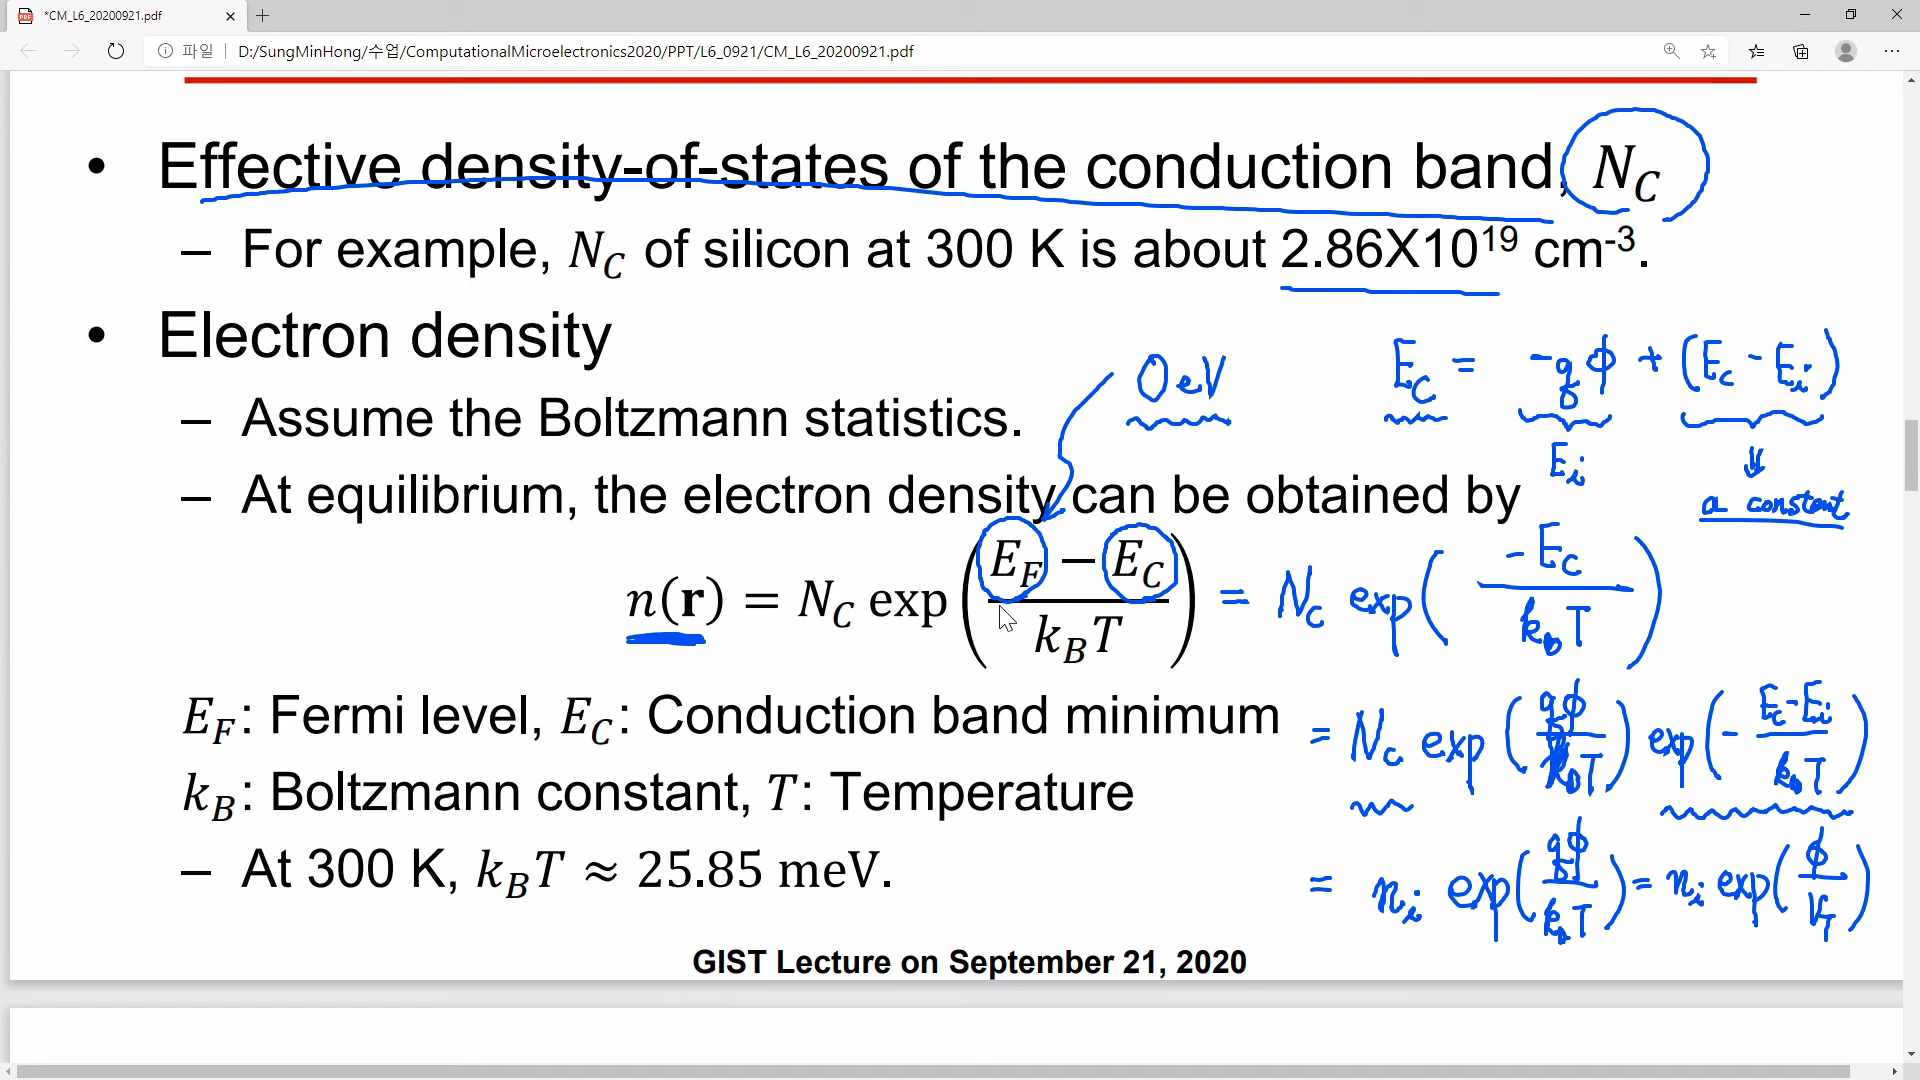 *CM_L6_20200921.pdf
파일 | D:/SungMinHong/수업/ComputationalMicroelectronics2020/PPT/L6_0921/CM_L6_20200921.pdf
• Effective density-of-states of the conduction band, N_C
– For example, N_C of silicon at 300 K is about 2.86X10^19 cm^-3.
• Electron density
0 eV
E_C = -qϕ + (E_C - E_i)
– Assume the Boltzmann statistics.
E_i
– At equilibrium, the electron density can be obtained by
a constant
n(r) = N_C exp((E_F − E_C)/(k_B T)) = N_C exp(-E_C/(k_B T))
E_F: Fermi level, E_C: Conduction band minimum
= N_C exp(qϕ/(k_B T)) exp(-(E_C-E_i)/(k_B T))
k_B: Boltzmann constant, T: Temperature
– At 300 K, k_B T ≈ 25.85 meV.
= n_i exp(qϕ/(k_B T)) = n_i exp(ϕ/V_T)
GIST Lecture on September 21, 2020